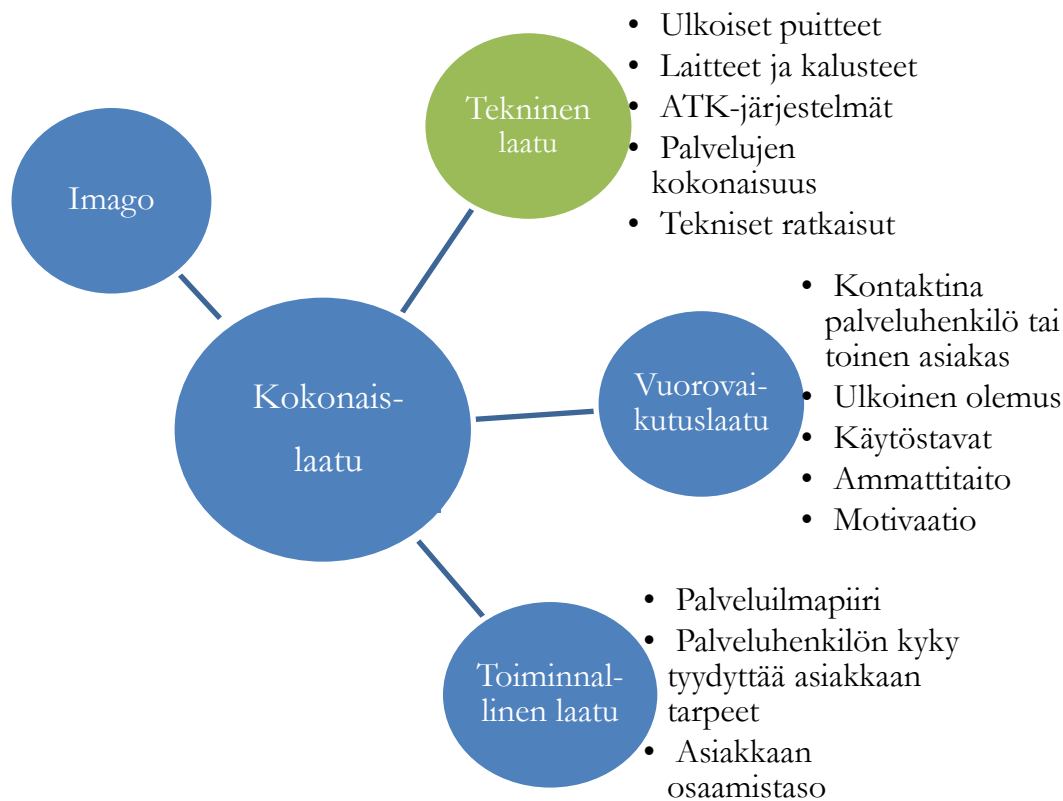 Imago
Kokonais-
laatu
Tekninen
laatu
• Ulkoiset puitteet
• Laitteet ja kalusteet
• ATK-järjestelmät
• Palvelujen
kokonaisuus
• Tekniset ratkaisut
Vuorovai-
kutuslaatu
• Kontaktina
palveluhenkilö tai
toinen asiakas
• Ulkoinen olemus
• Käytöstavat
• Ammattitaito
• Motivaatio
Toiminnal-
linen laatu
• Palveluilmapiiri
• Palveluhenkilön kyky
tyydyttää asiakkaan
tarpeet
• Asiakkaan
osaamistaso